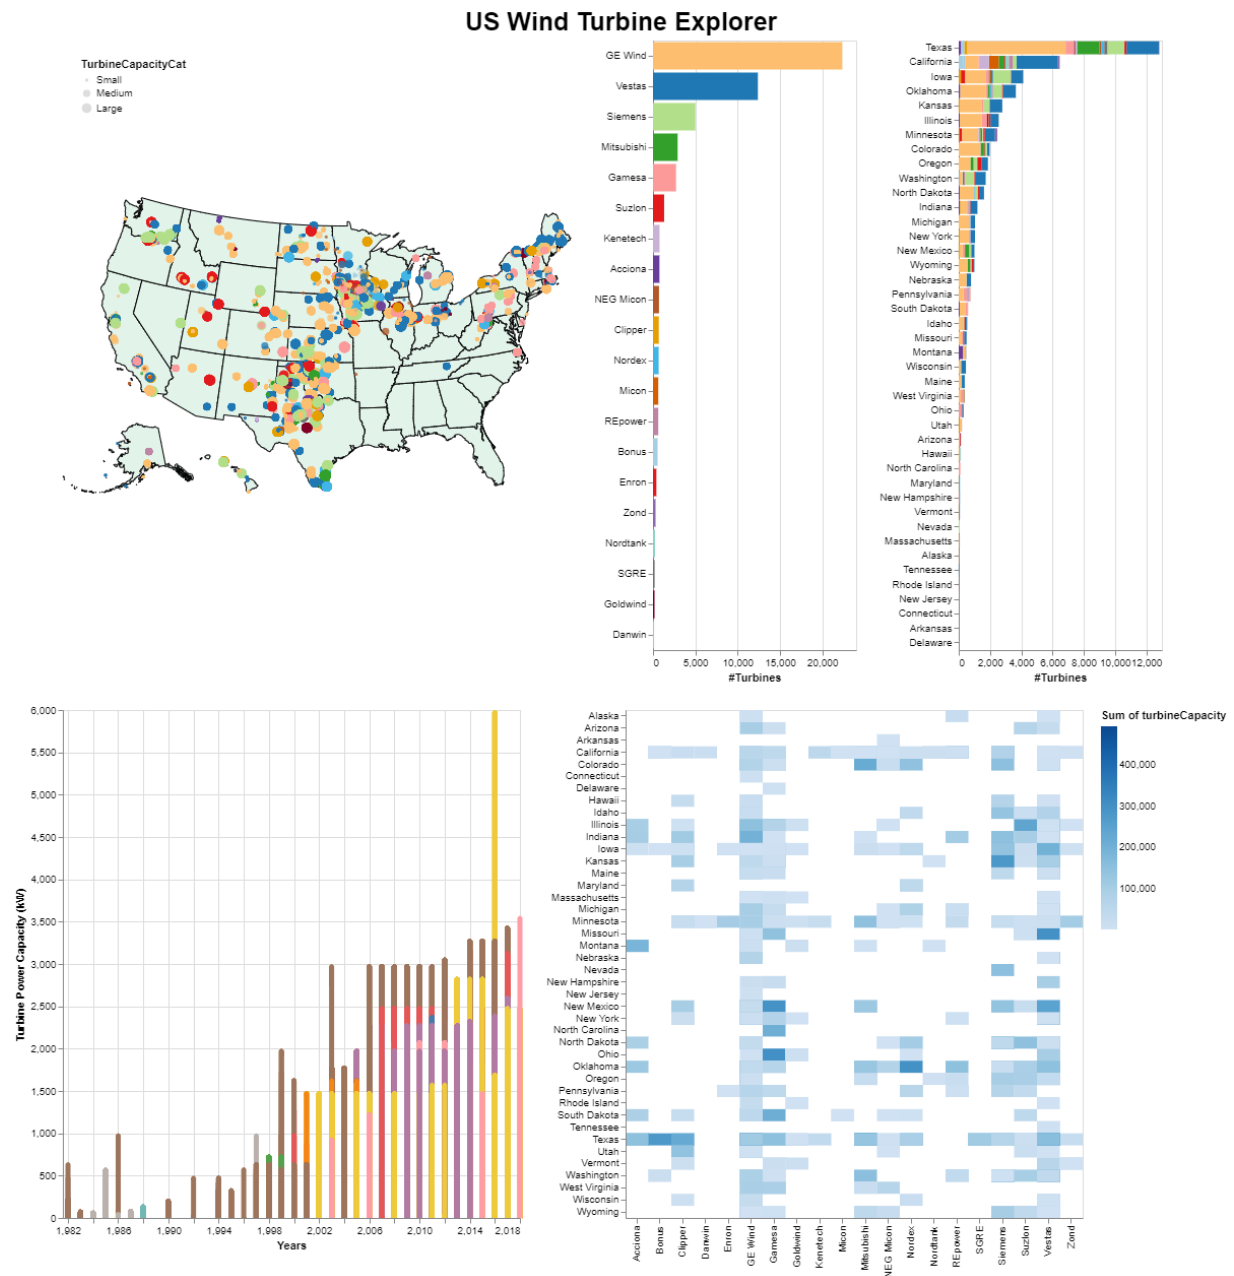 US Wind Turbine Explorer
TurbineCapacityCat
Small
Medium
Large
GE Wind
Vestas
Siemens
Mitsubishi
Gamesa
Suzlon
Kenetech
Acciona
NEG Micon
Clipper
Nordex
Micon
REpower
Bonus
Enron
Zond
Nordtank
SGRE
Goldwind
Danwin
0 5,000 10,000 15,000 20,000
#Turbines
Texas
California
Iowa
Oklahoma
Kansas
Illinois
Minnesota
Colorado
Oregon
Washington
North Dakota
Indiana
Michigan
New York
New Mexico
Wyoming
Nebraska
Pennsylvania
South Dakota
Idaho
Missouri
Montana
Wisconsin
Maine
West Virginia
Ohio
Utah
Arizona
Hawaii
North Carolina
Maryland
New Hampshire
Vermont
Nevada
Massachusetts
Alaska
Tennessee
Rhode Island
New Jersey
Connecticut
Arkansas
Delaware
0 2,000 4,000 6,000 8,000 10,000 12,000
#Turbines
Turbine Power Capacity (kW)
6,000
5,500
5,000
4,500
4,000
3,500
3,000
2,500
2,000
1,500
1,000
500
0
1,982 1,986 1,990 1,994 1,998 2,002 2,006 2,010 2,014 2,018
Years
Alaska
Arizona
Arkansas
California
Colorado
Connecticut
Delaware
Hawaii
Idaho
Illinois
Indiana
Iowa
Kansas
Maine
Maryland
Massachusetts
Michigan
Minnesota
Missouri
Montana
Nebraska
Nevada
New Hampshire
New Jersey
New Mexico
New York
North Carolina
North Dakota
Ohio
Oklahoma
Oregon
Pennsylvania
Rhode Island
South Dakota
Tennessee
Texas
Utah
Vermont
Washington
West Virginia
Wisconsin
Wyoming
Acciona
Bonus
Clipper
Danwin
Enron
GE Wind
Gamesa
Goldwind
Kenetech
Micon
Mitsubishi
NEG Micon
Nordex
Nordtank
REpower
SGRE
Siemens
Suzlon
Vestas
Zond
Sum of turbineCapacity
400,000
300,000
200,000
100,000